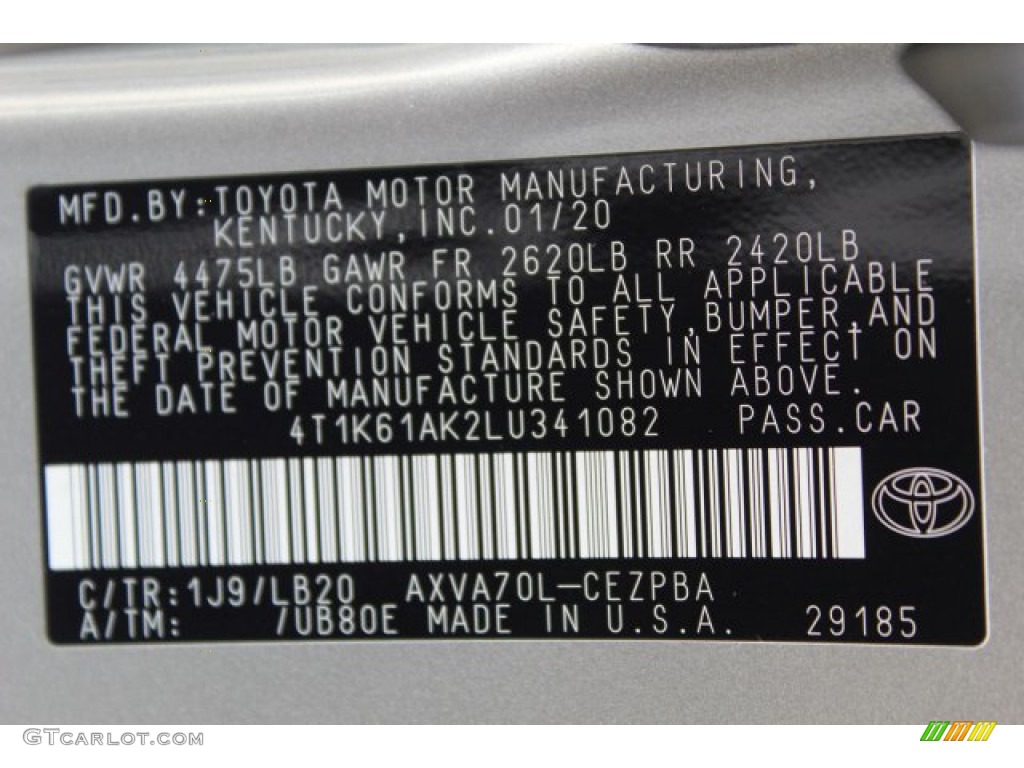 MFD.BY:TOYOTA MOTOR MANUFACTURING,
KENTUCKY,INC.01/20
GVWR 4475LB GAWR FR 2620LB RR 2420LB
THIS VEHICLE CONFORMS TO ALL APPLICABLE
FEDERAL MOTOR VEHICLE SAFETY,BUMPER,AND
THEFT PREVENTION STANDARDS IN EFFECT ON
THE DATE OF MANUFACTURE SHOWN ABOVE.
4T1K61AK2LU341082 PASS.CAR
C/TR:1J9/LB20 AXVA70L-CEZPBA
A/TM: /UB80E MADE IN U.S.A. 29185
GTCARLOT.COM